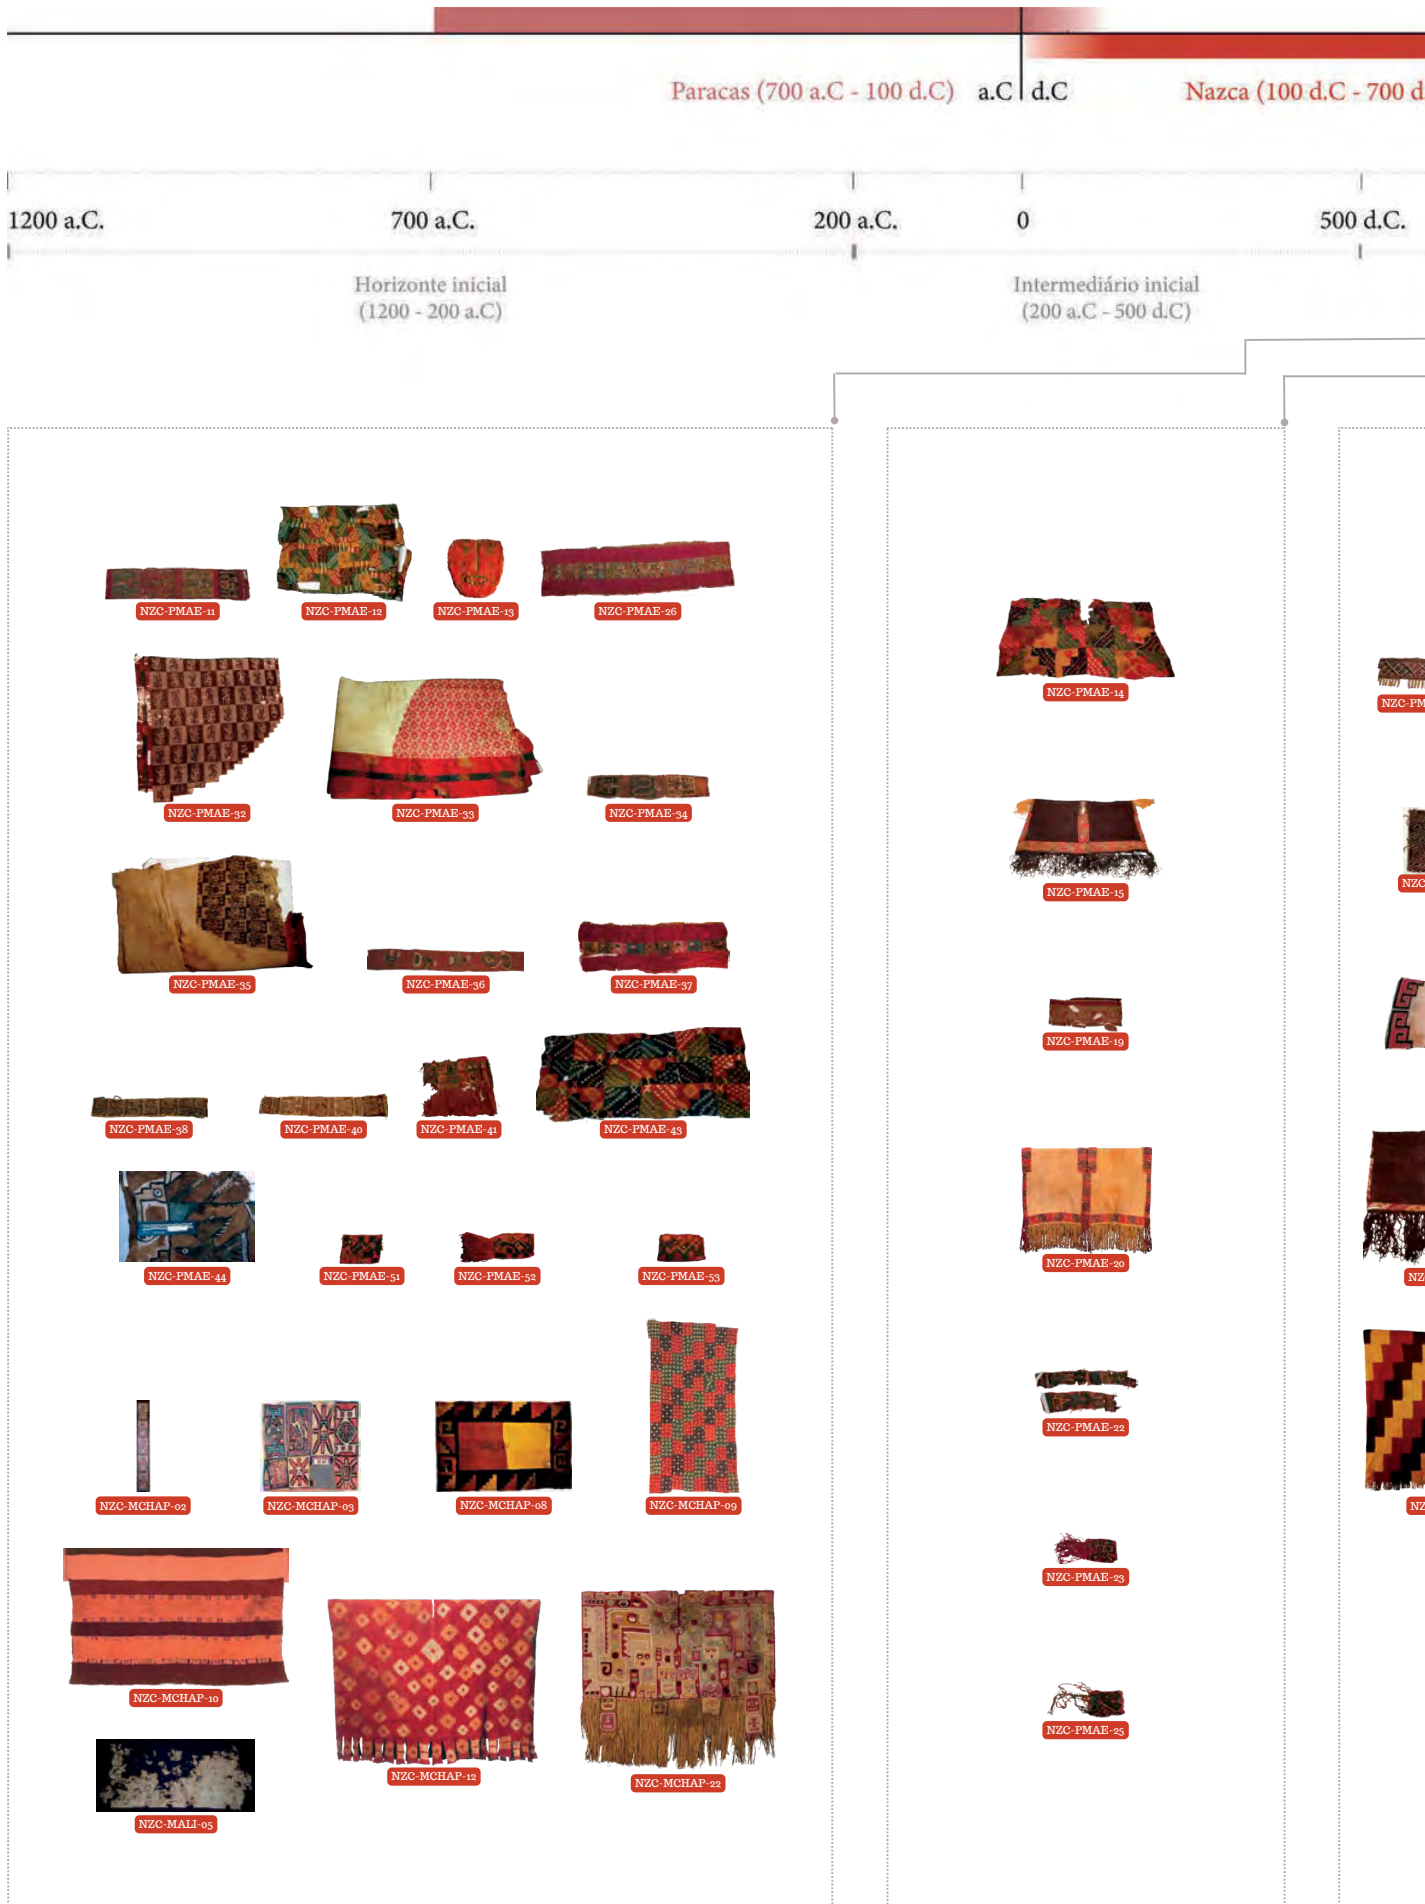 Paracas (700 a.C - 100 d.C) a.C d.C Nazca (100 d.C - 700 d
1200 a.C. 700 a.C. 200 a.C. 0 500 d.C.
Horizonte inicial
(1200 - 200 a.C)
Intermediário inicial
(200 a.C - 500 d.C)
NZC-PMAE-11 NZC-PMAE-12 NZC-PMAE-13 NZC-PMAE-26
NZC-PMAE-32 NZC-PMAE-33 NZC-PMAE-34
NZC-PMAE-35 NZC-PMAE-36 NZC-PMAE-37
NZC-PMAE-38 NZC-PMAE-40 NZC-PMAE-41 NZC-PMAE-43
NZC-PMAE-44 NZC-PMAE-51 NZC-PMAE-52 NZC-PMAE-53
NZC-MCHAP-02 NZC-MCHAP-03 NZC-MCHAP-08 NZC-MCHAP-09
NZC-MCHAP-10
NZC-MCHAP-12 NZC-MCHAP-22
NZC-MALI-05
NZC-PMAE-14
NZC-PMAE-15
NZC-PMAE-19
NZC-PMAE-20
NZC-PMAE-22
NZC-PMAE-23
NZC-PMAE-25
NZC-PM
NZC
NZ
NZ